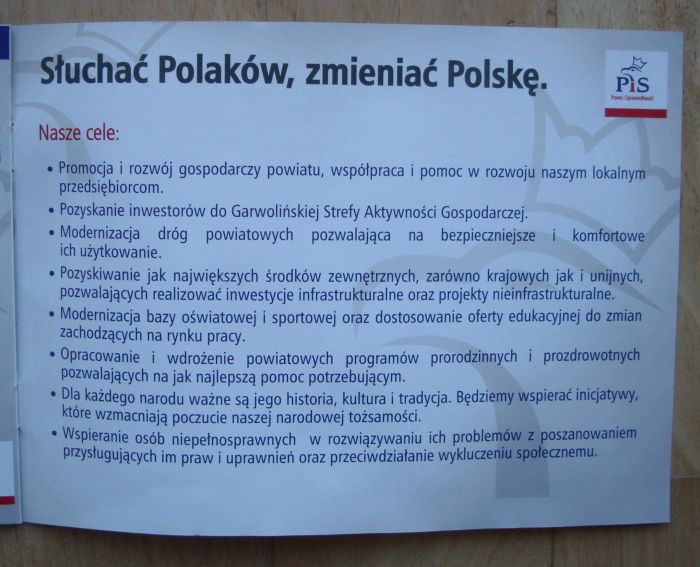 Słuchać Polaków, zmieniać Polskę.
PiS
Prawo i Sprawiedliwość
Nasze cele:
• Promocja i rozwój gospodarczy powiatu, współpraca i pomoc w rozwoju naszym lokalnym
przedsiębiorcom.
• Pozyskanie inwestorów do Garwolińskiej Strefy Aktywności Gospodarczej.
• Modernizacja dróg powiatowych pozwalająca na bezpieczniejsze i komfortowe
ich użytkowanie.
• Pozyskiwanie jak największych środków zewnętrznych, zarówno krajowych jak i unijnych,
pozwalających realizować inwestycje infrastrukturalne oraz projekty nieinfrastrukturalne.
• Modernizacja bazy oświatowej i sportowej oraz dostosowanie oferty edukacyjnej do zmian
zachodzących na rynku pracy.
• Opracowanie i wdrożenie powiatowych programów prorodzinnych i prozdrowotnych
pozwalających na jak najlepszą pomoc potrzebującym.
• Dla każdego narodu ważne są jego historia, kultura i tradycja. Będziemy wspierać inicjatywy,
które wzmacniają poczucie naszej narodowej tożsamości.
• Wspieranie osób niepełnosprawnych w rozwiązywaniu ich problemów z poszanowaniem
przysługujących im praw i uprawnień oraz przeciwdziałanie wykluczeniu społecznemu.